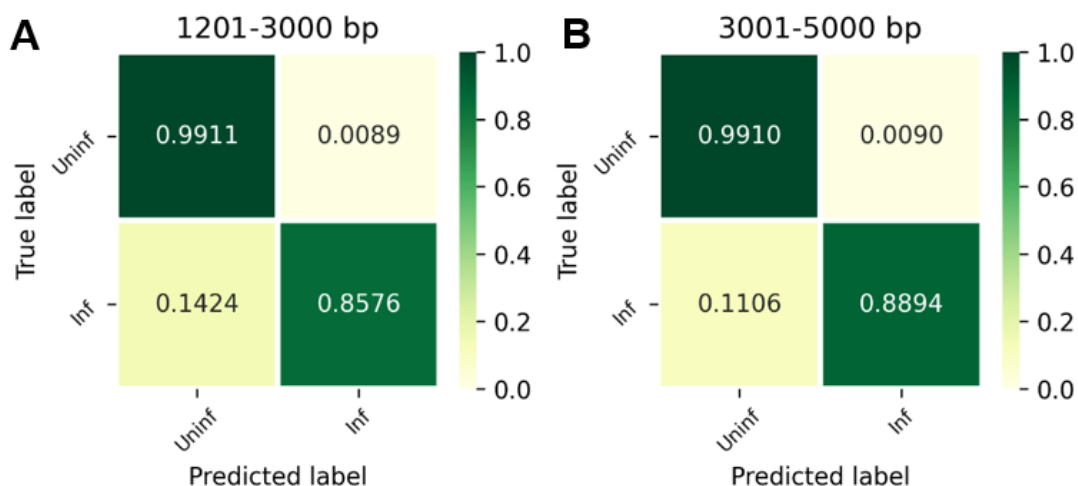 A
1201-3000 bp
True label
Uninf
0.9911
0.0089
Inf
0.1424
0.8576
Uninf
Inf
Predicted label
1.0
0.8
0.6
0.4
0.2
0.0
B
3001-5000 bp
True label
Uninf
0.9910
0.0090
Inf
0.1106
0.8894
Uninf
Inf
Predicted label
1.0
0.8
0.6
0.4
0.2
0.0